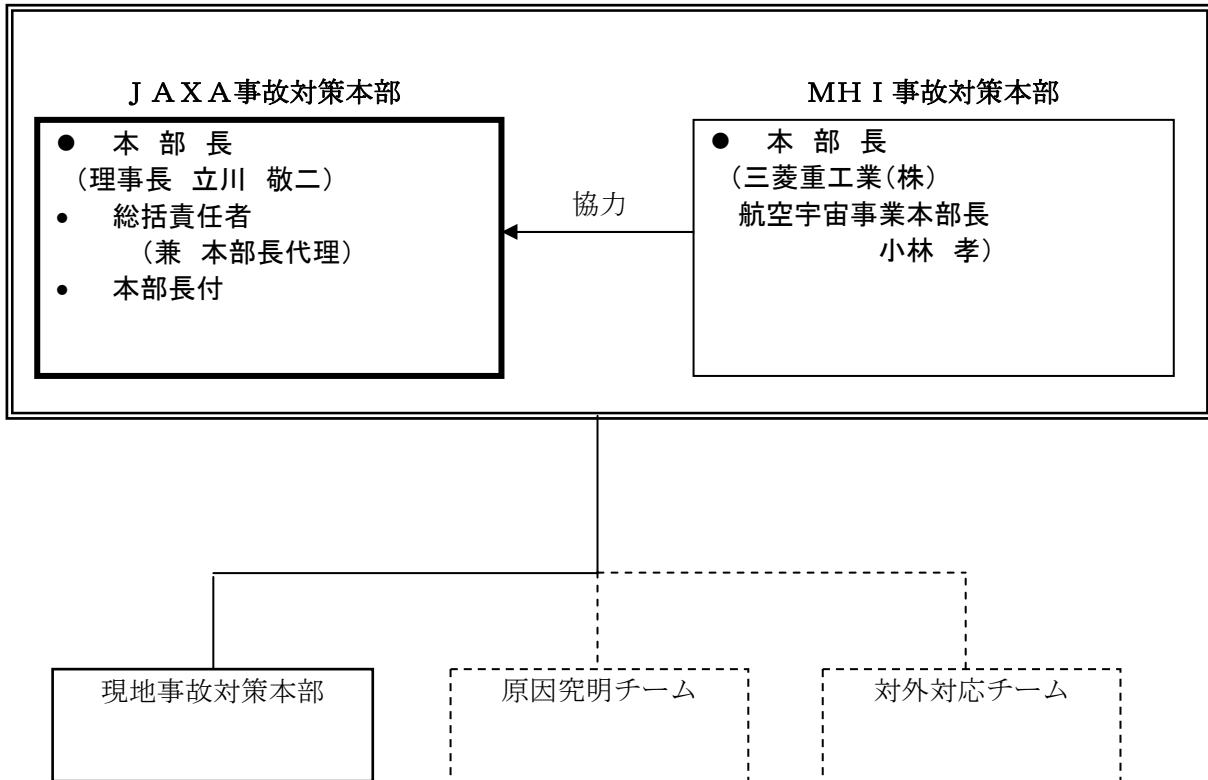 ＪＡＸＡ事故対策本部
● 本 部 長
（理事長 立川 敬二）
• 総括責任者
（兼 本部長代理）
• 本部長付
協力
ＭＨＩ事故対策本部
● 本 部 長
（三菱重工業(株)
航空宇宙事業本部長
小林 孝）
現地事故対策本部
原因究明チーム
対外対応チーム